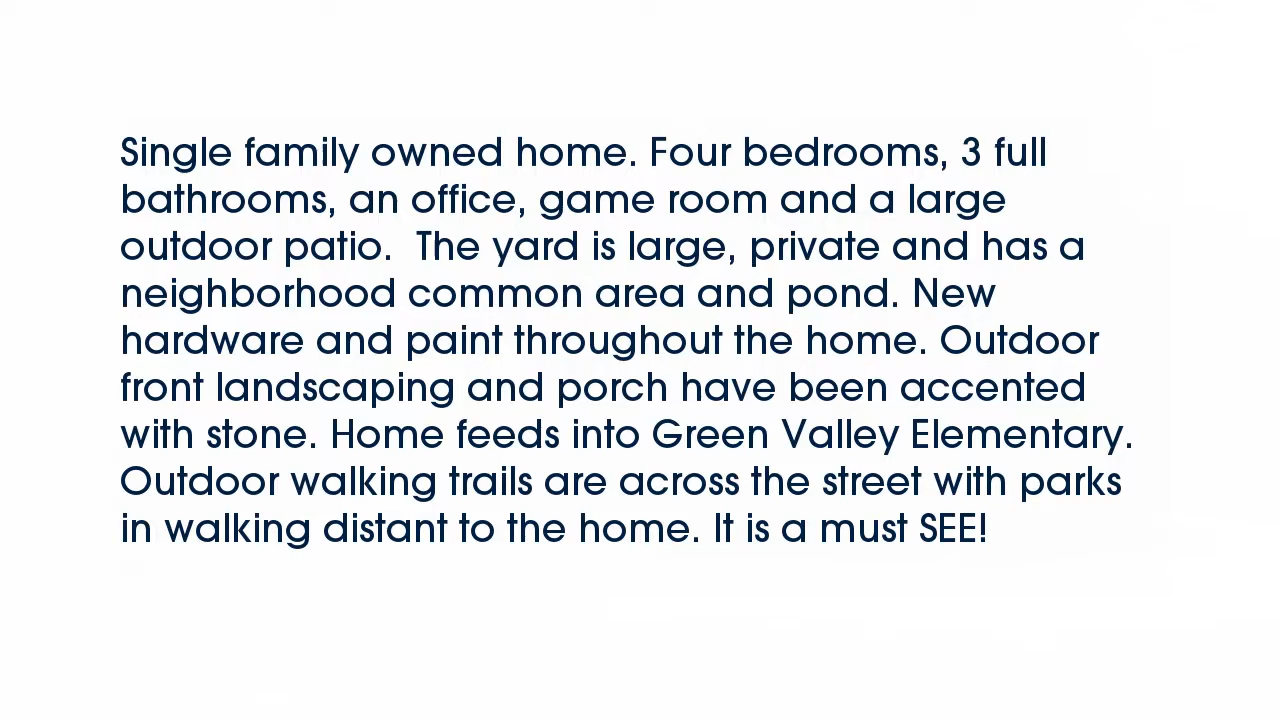 Single family owned home. Four bedrooms, 3 full
bathrooms, an office, game room and a large
outdoor patio.  The yard is large, private and has a
neighborhood common area and pond. New
hardware and paint throughout the home. Outdoor
front landscaping and porch have been accented
with stone. Home feeds into Green Valley Elementary.
Outdoor walking trails are across the street with parks
in walking distant to the home. It is a must SEE!